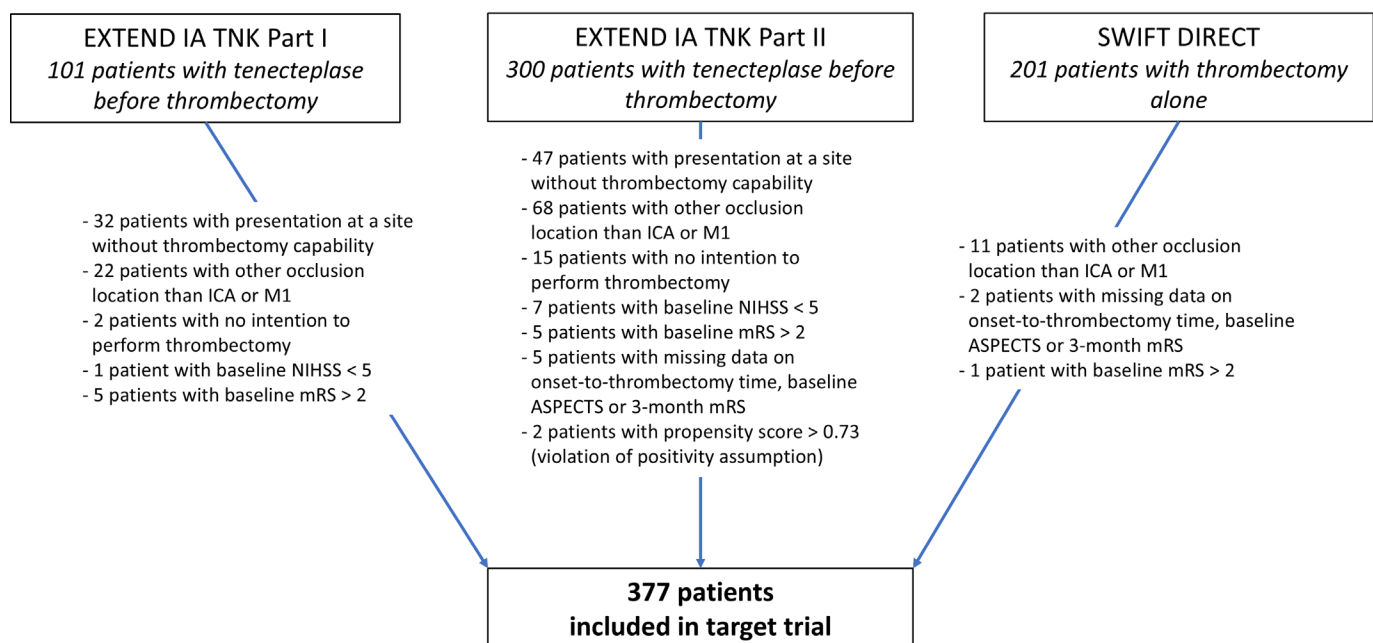 EXTEND IA TNK Part I
101 patients with tenecteplase
before thrombectomy
EXTEND IA TNK Part II
300 patients with tenecteplase before
thrombectomy
SWIFT DIRECT
201 patients with thrombectomy
alone
- 32 patients with presentation at a site
without thrombectomy capability
- 22 patients with other occlusion
location than ICA or M1
- 2 patients with no intention to
perform thrombectomy
- 1 patient with baseline NIHSS < 5
- 5 patients with baseline mRS > 2
- 47 patients with presentation at a site
without thrombectomy capability
- 68 patients with other occlusion
location than ICA or M1
- 15 patients with no intention to
perform thrombectomy
- 7 patients with baseline NIHSS < 5
- 5 patients with baseline mRS > 2
- 5 patients with missing data on
onset-to-thrombectomy time, baseline
ASPECTS or 3-month mRS
- 2 patients with propensity score > 0.73
(violation of positivity assumption)
- 11 patients with other occlusion
location than ICA or M1
- 2 patients with missing data on
onset-to-thrombectomy time, baseline
ASPECTS or 3-month mRS
- 1 patient with baseline mRS > 2
377 patients
included in target trial